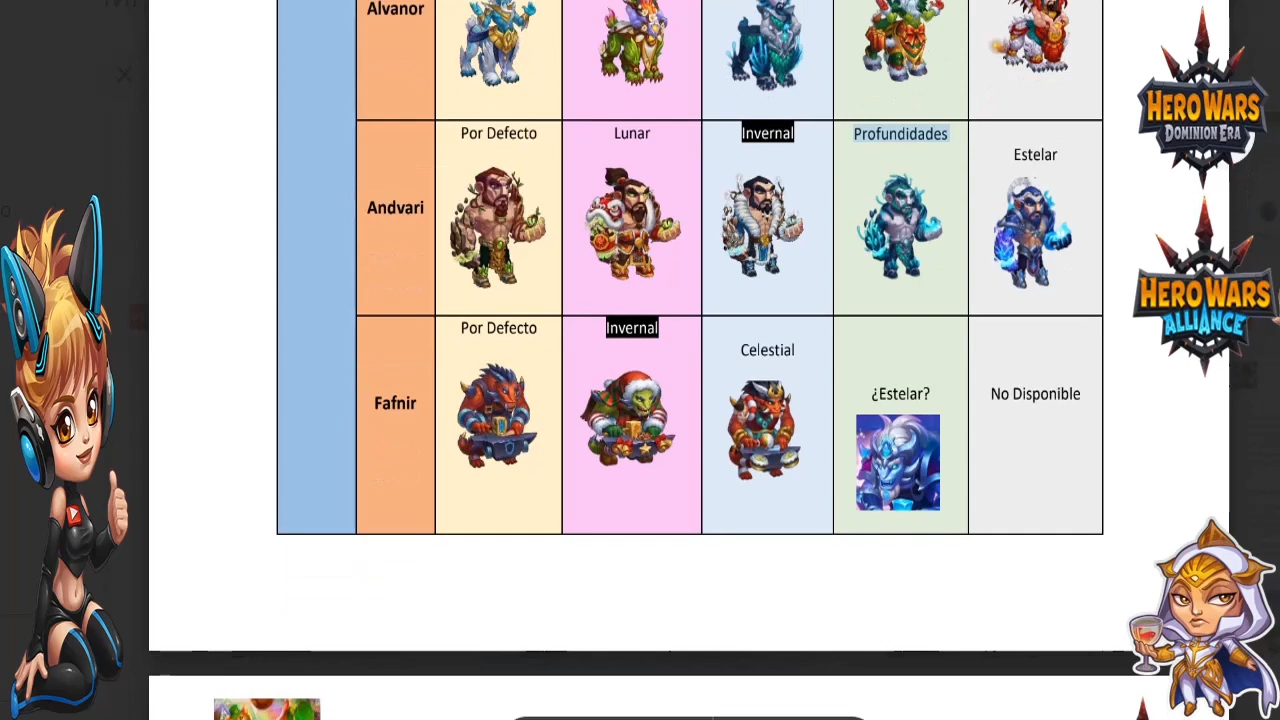 Alvanor
Por Defecto
Lunar
Invernal
Profundidades
Estelar
Andvari
Por Defecto
Invernal
Celestial
¿Estelar?
No Disponible
Fafnir
HERO WARS
DOMINION ERA
HERO WARS
ALLIANCE